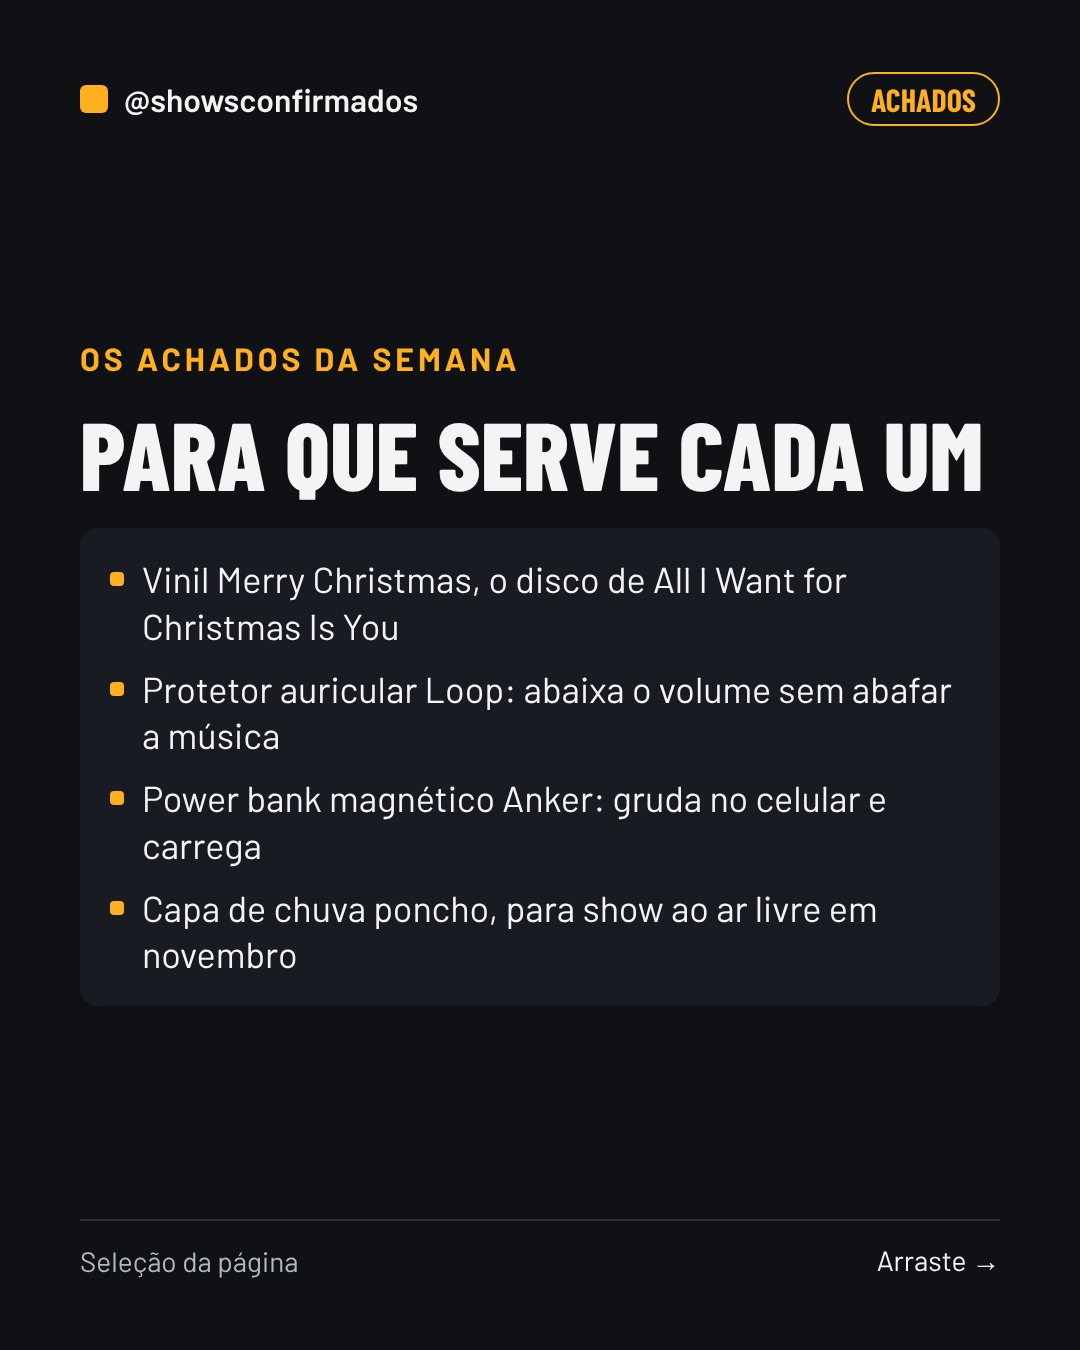 @showsconfirmados
ACHADOS
OS ACHADOS DA SEMANA
PARA QUE SERVE CADA UM
Vinil Merry Christmas, o disco de All I Want for
Christmas Is You
Protetor auricular Loop: abaixa o volume sem abafar
a música
Power bank magnético Anker: gruda no celular e
carrega
Capa de chuva poncho, para show ao ar livre em
novembro
Seleção da página
Arraste →